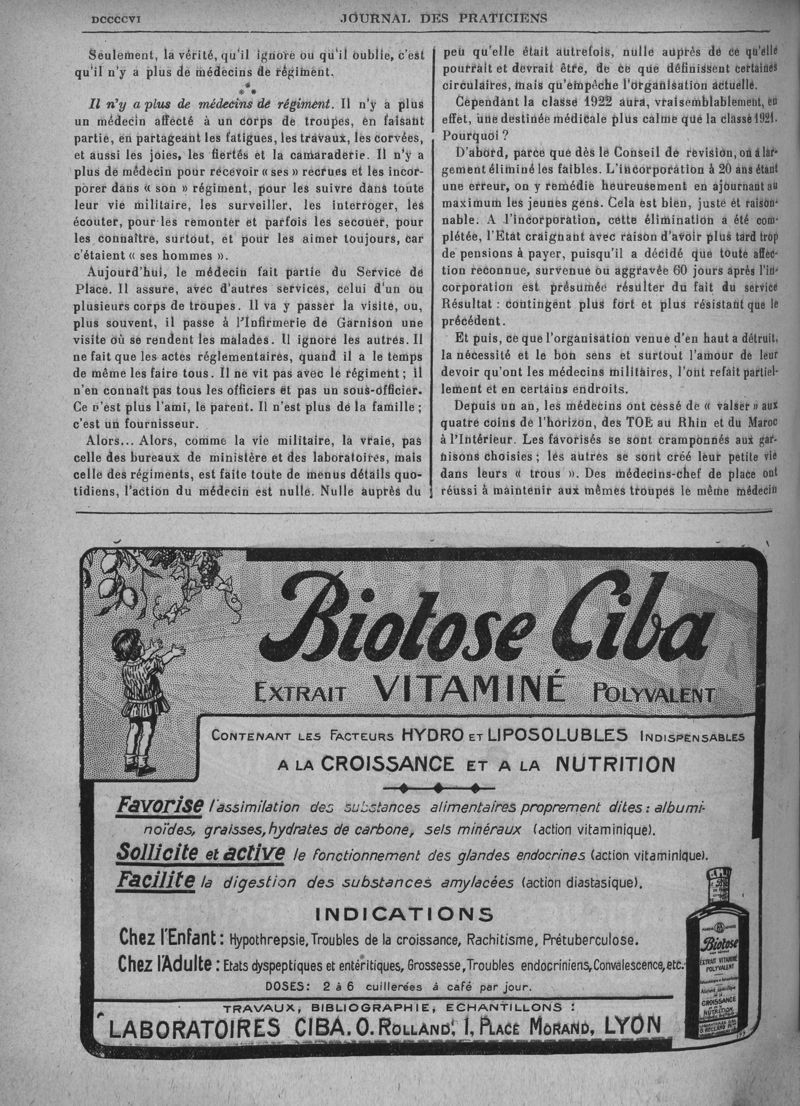 DCCCCVI
JOURNAL DES PRATICIENS
Seulement, la vérité, qu'il ignore ou qu'il oublie, c'est
qu'il n'y a plus de médecins de régiment.
* * *
Il n'y a plus de médecins de régiment. Il n'y a plus
un médecin affecté à un corps de troupes, en faisant
partie, en partageant les fatigues, les travaux, les corvées,
et aussi les joies, les fiertés et la camaraderie. Il n'y a
plus de médecin pour recevoir « ses » recrues et les incor-
porer dans « son » régiment, pour les suivre dans toute
leur vie militaire, les surveiller, les interroger, les
écouter, pour les remonter et parfois les secouer, pour
les connaître, surtout, et pour les aimer toujours, car
c'étaient « ses hommes ».
Aujourd'hui, le médecin fait partie du Service de
Place. Il assure, avec d'autres services, celui d'un ou
plusieurs corps de troupes. Il va y passer la visite, ou,
plus souvent, il passe à l'Infirmerie de Garnison une
visite où se rendent les malades. Il ignore les autres. Il
ne fait que les actes réglementaires, quand il a le temps
de même les faire tous. Il ne vit pas avec le régiment ; il
n'en connaît pas tous les officiers et pas un sous-officier.
Ce n'est plus l'ami, le parent. Il n'est plus de la famille ;
c'est un fournisseur.
Alors... Alors, comme la vie militaire, la vraie, pas
celle des bureaux de ministère et des laboratoires, mais
celle des régiments, est faite toute de menus détails quo-
tidiens, l'action du médecin est nulle. Nulle auprès du
peu qu'elle était autrefois, nulle auprès de ce qu'elle
pourrait et devrait être, de ce que définissent certaines
circulaires, mais qu'empêche l'organisation actuelle.
Cependant la classe 1922 aura, vraisemblablement, en
effet, une destinée médicale plus calme que la classe 1921.
Pourquoi ?
D'abord, parce que dès le Conseil de revision, on a lar-
gement éliminé les faibles. L'incorporation à 20 ans étant
une erreur, on y remédie heureusement en ajournant au
maximum les jeunes gens. Cela est bien, juste et raison-
nable. A l'incorporation, cette élimination a été com-
plétée, l'Etat craignant avec raison d'avoir plus tard trop
de pensions à payer, puisqu'il a décidé que toute affec-
tion reconnue, survenue ou aggravée 60 jours après l'in-
corporation est présumée résulter du fait du service
Résultat : contingent plus fort et plus résistant que le
précédent.
Et puis, ce que l'organisation venue d'en haut a détruit,
la nécessité et le bon sens et surtout l'amour de leur
devoir qu'ont les médecins militaires, l'ont refait partiel-
lement et en certains endroits.
Depuis un an, les médecins ont cessé de « valser » aux
quatre coins de l'horizon, des TOE au Rhin et du Maroc
à l'Intérieur. Les favorisés se sont cramponnés aux gar-
nisons choisies ; les autres se sont créé leur petite vie
dans leurs « trous ». Des médecins-chef de place ont
réussi à maintenir aux mêmes troupes le même médecin
Biotose Ciba
EXTRAIT VITAMINÉ POLYVALENT
CONTENANT LES FACTEURS HYDRO ET LIPOSOLUBLES INDISPENSABLES
A LA CROISSANCE ET A LA NUTRITION
Favorise l'assimilation des substances alimentaires proprement dites : albumi-
noïdes, graisses, hydrates de carbone, sels minéraux (action vitaminique).
Sollicite et active le fonctionnement des glandes endocrines (action vitaminique).
Facilite la digestion des substances amylacées (action diastasique).
INDICATIONS
Chez l'Enfant : Hypothrepsie, Troubles de la croissance, Rachitisme, Prétuberculose.
Chez l'Adulte : Etats dyspeptiques et entéritiques, Grossesse, Troubles endocriniens, Convalescence, etc.
DOSES: 2 à 6 cuillerées à café par jour.
TRAVAUX, BIBLIOGRAPHIE, ECHANTILLONS :
LABORATOIRES CIBA. O. ROLLAND, 1, PLACE MORAND, LYON
Biotose
EXTRAIT VITAMINÉ
POLYVALENT
CROISSANCE
NUTRITION